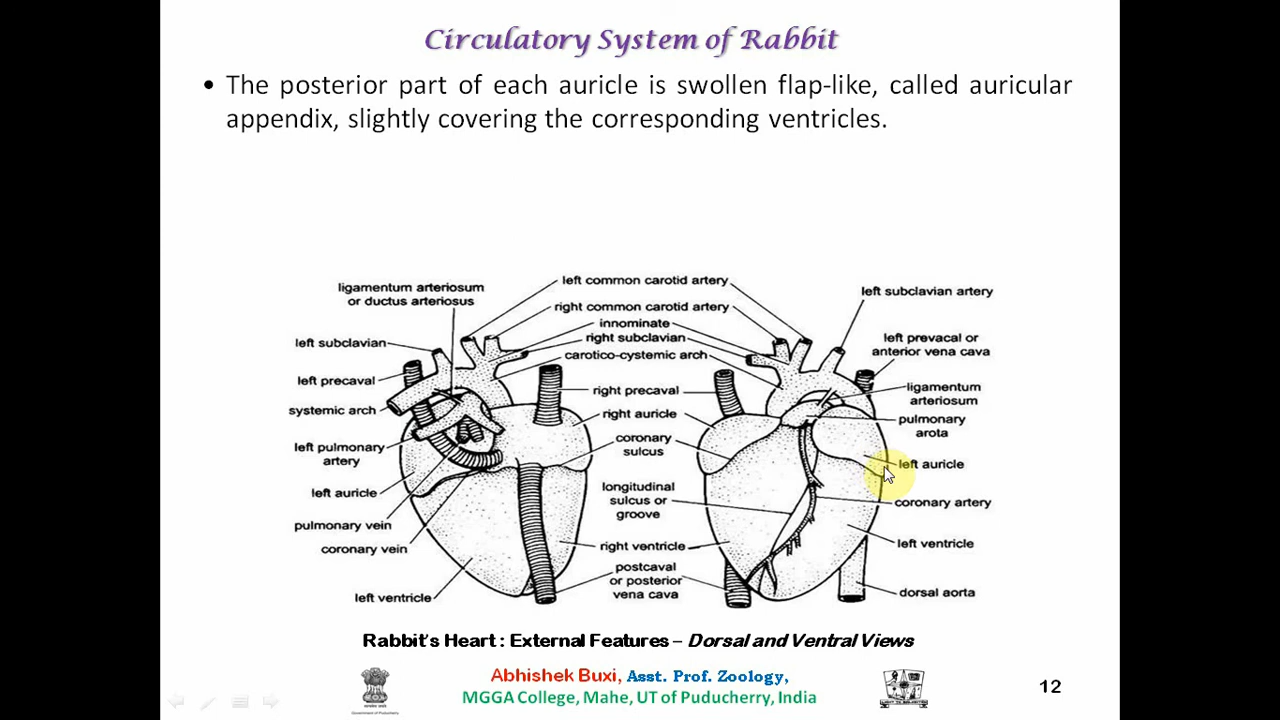 Circulatory System of Rabbit
• The posterior part of each auricle is swollen flap-like, called auricular
appendix, slightly covering the corresponding ventricles.
ligamentum arteriosum
or ductus arteriosus
left subclavian
left precaval
systemic arch
left pulmonary
artery
left auricle
pulmonary vein
coronary vein
left ventricle
left common carotid artery
right common carotid artery
innominate
right subclavian
carotico-cystemic arch
right precaval
right auricle
coronary
sulcus
longitudinal
sulcus or
groove
right ventricle
postcaval
or posterior
vena cava
left subclavian artery
left prevacal or
anterior vena cava
ligamentum
arteriosum
pulmonary
arota
left auricle
coronary artery
left ventricle
dorsal aorta
Rabbit's Heart : External Features – Dorsal and Ventral Views
Abhishek Buxi, Asst. Prof. Zoology,
MGGA College, Mahe, UT of Puducherry, India
Government of Puducherry
12